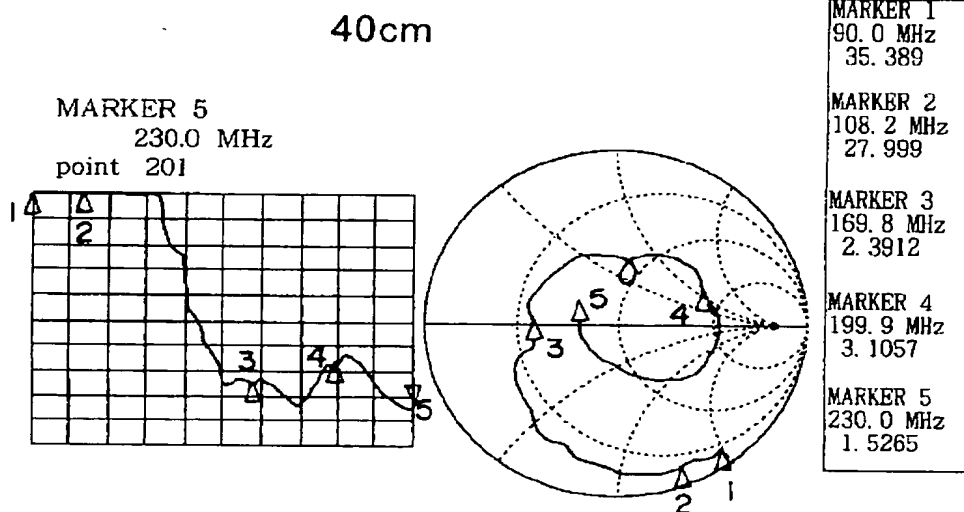 40cm
MARKER 5
230.0 MHz
point 201
1
2
3
4
5
5
4
3
2
1
MARKER 1
90.0 MHz
35.389
MARKER 2
108.2 MHz
27.999
MARKER 3
169.8 MHz
2.3912
MARKER 4
199.9 MHz
3.1057
MARKER 5
230.0 MHz
1.5265